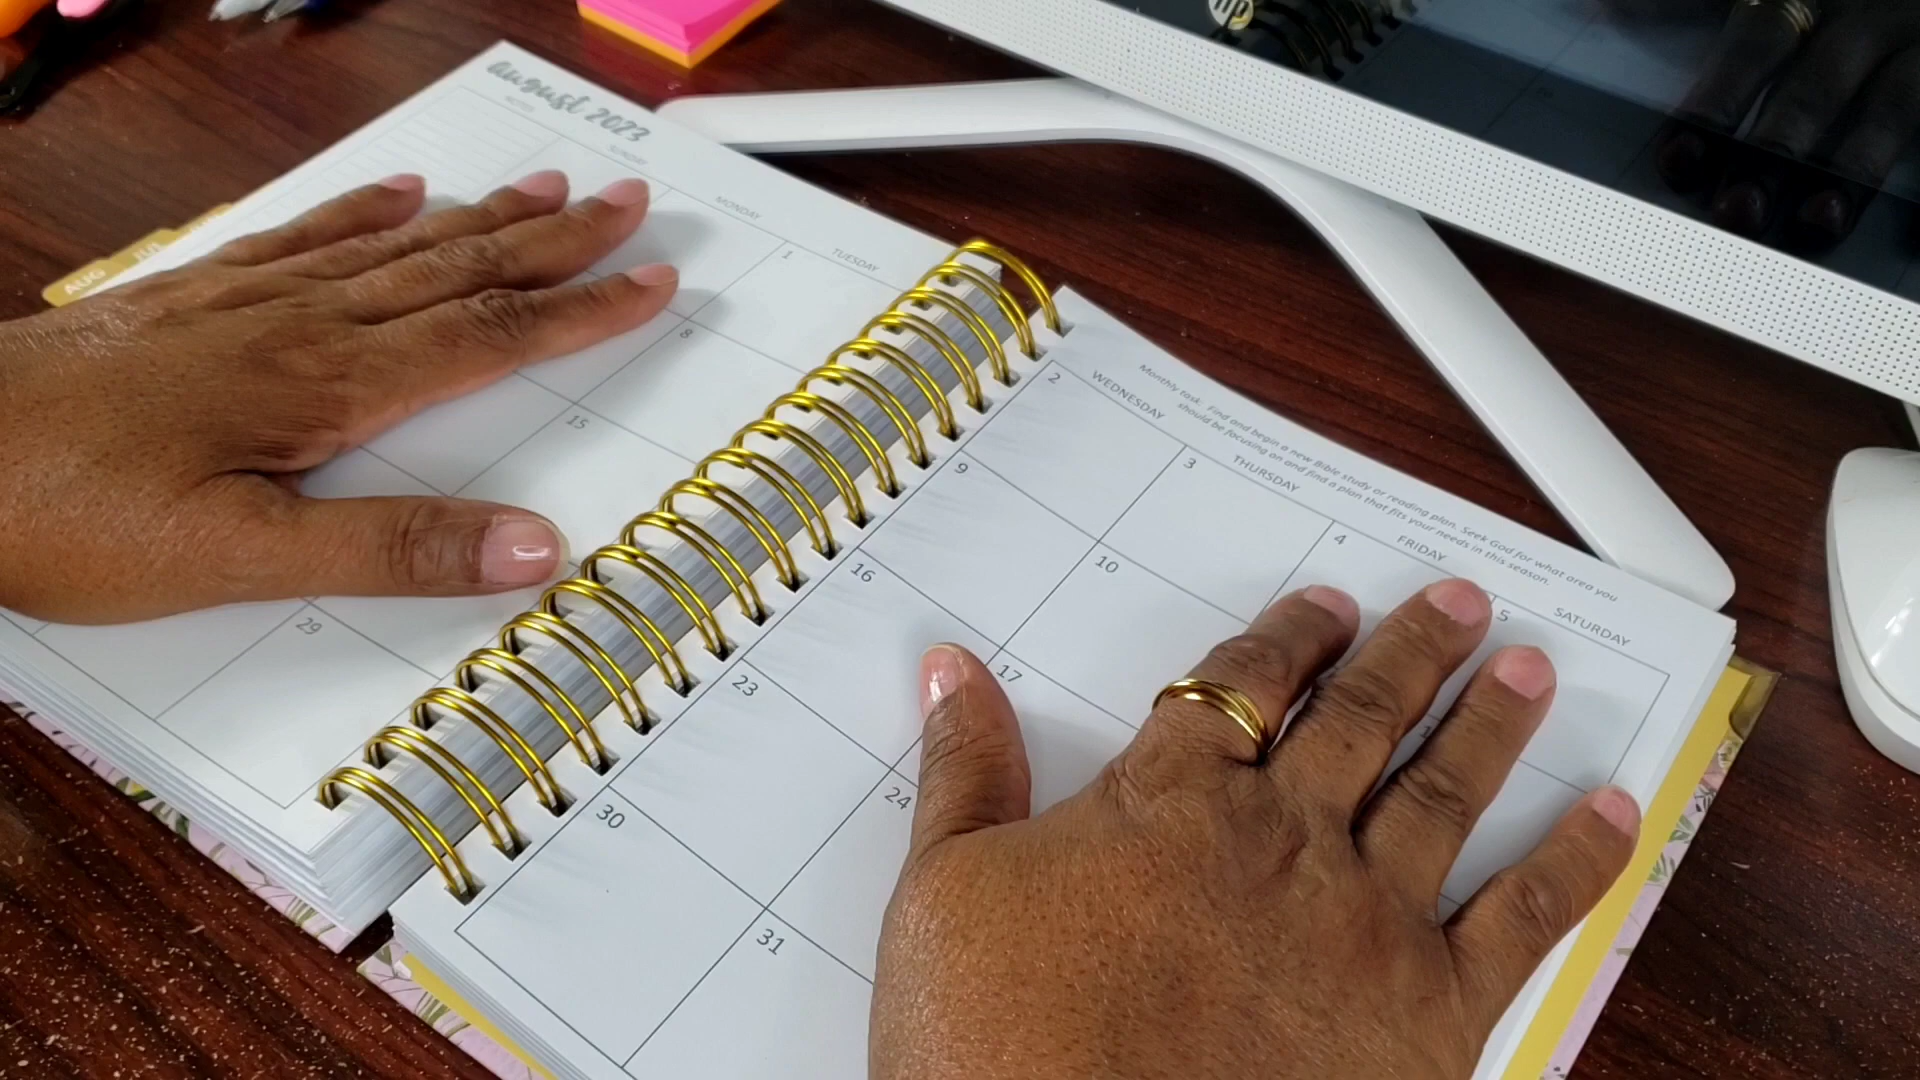 hp
august 2023
NOTES
SUNDAY
MONDAY
TUESDAY
1
8
15
29
AUG
JUL
Monthly task: Find and begin a new Bible study or reading plan. Seek God for what area you
should be focusing on and find a plan that fits your needs in this season.
WEDNESDAY
THURSDAY
FRIDAY
SATURDAY
2
3
4
5
9
10
16
17
23
24
30
31